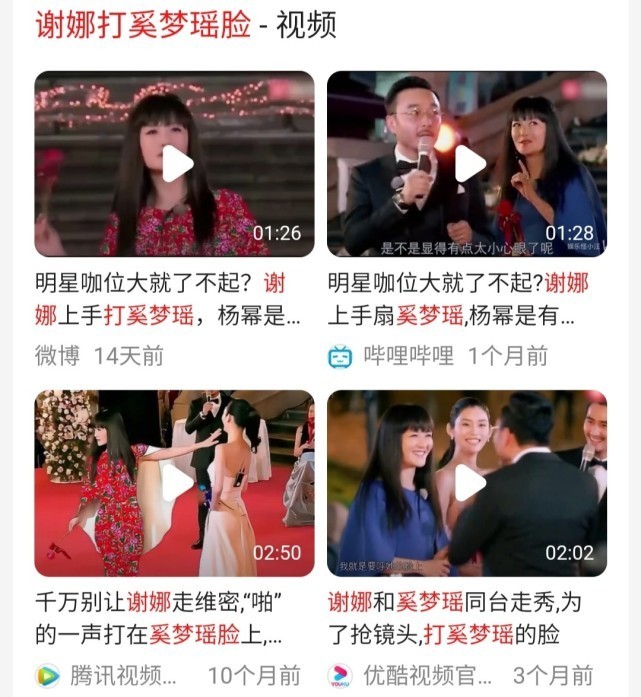 谢娜打奚梦瑶脸 - 视频
01:26
是不是显得有点太小心眼了呢
01:28
明星咖位大就了不起？谢
娜上手打奚梦瑶，杨幂是...
微博 14天前
明星咖位大就了不起?谢娜
上手扇奚梦瑶,杨幂是有...
哔哩哔哩 1个月前
02:50
我就是要呼她
02:02
千万别让谢娜走维密,“啪”
的一声打在奚梦瑶脸上,...
腾讯视频... 10个月前
谢娜和奚梦瑶同台走秀,为
了抢镜头,打奚梦瑶的脸
YOUKU
优酷视频官... 3个月前